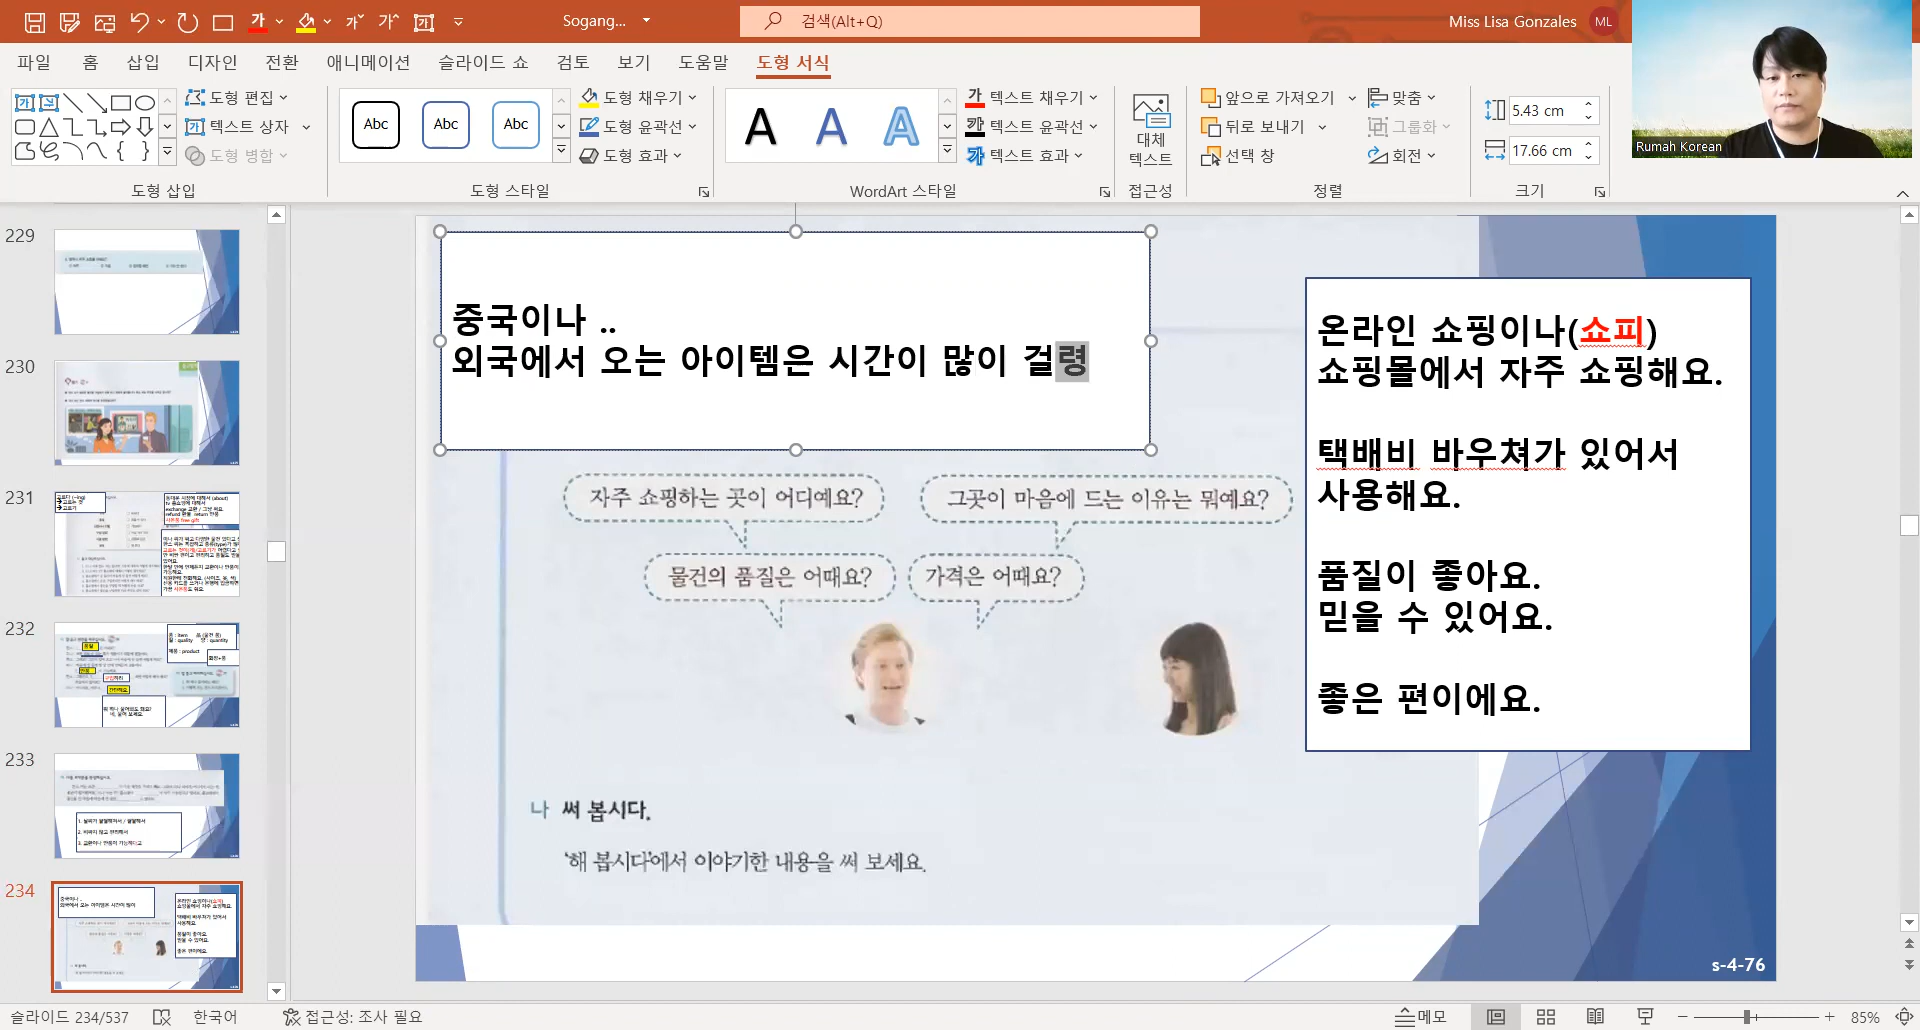 Sogang...
검색(Alt+Q)
Miss Lisa Gonzales
ML
파일 홈 삽입 디자인 전환 애니메이션 슬라이드 쇼 검토 보기 도움말 도형 서식
도형 편집
텍스트 상자
도형 병합
도형 삽입
Abc Abc Abc
도형 채우기
도형 윤곽선
도형 효과
도형 스타일
A A A
텍스트 채우기
텍스트 윤곽선
텍스트 효과
WordArt 스타일
대체
텍스트
접근성
앞으로 가져오기
뒤로 보내기
선택 창
맞춤
그룹화
회전
정렬
5.43 cm
17.66 cm
크기
Rumah Korean
229
230
231
232
233
234
중국이나 ..
외국에서 오는 아이템은 시간이 많이 걸령
온라인 쇼핑이나(쇼피)
쇼핑몰에서 자주 쇼핑해요.
택배비 바우쳐가 있어서
사용해요.
품질이 좋아요.
믿을 수 있어요.
좋은 편이에요.
자주 쇼핑하는 곳이 어디예요?
그곳이 마음에 드는 이유는 뭐예요?
물건의 품질은 어때요?
가격은 어때요?
나 써 봅시다.
'해 봅시다'에서 이야기한 내용을 써 보세요.
s-4-76
슬라이드 234/537
한국어
접근성: 조사 필요
메모
85%